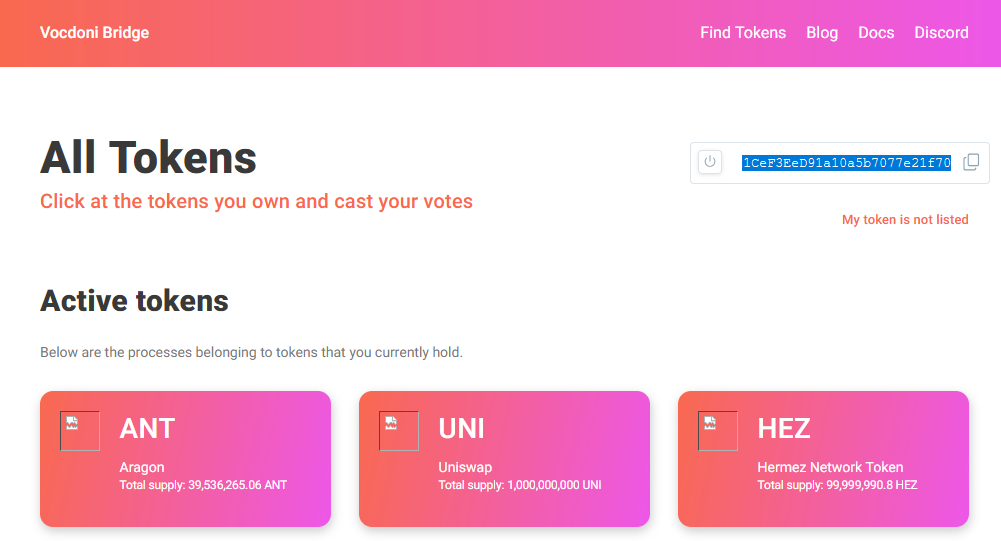 Vocdoni Bridge
Find Tokens Blog Docs Discord
All Tokens
1CeF3EeD91a10a5b7077e21f70
Click at the tokens you own and cast your votes
My token is not listed
Active tokens
Below are the processes belonging to tokens that you currently hold.
ANT
Aragon
Total supply: 39,536,265.06 ANT
UNI
Uniswap
Total supply: 1,000,000,000 UNI
HEZ
Hermez Network Token
Total supply: 99,999,990.8 HEZ